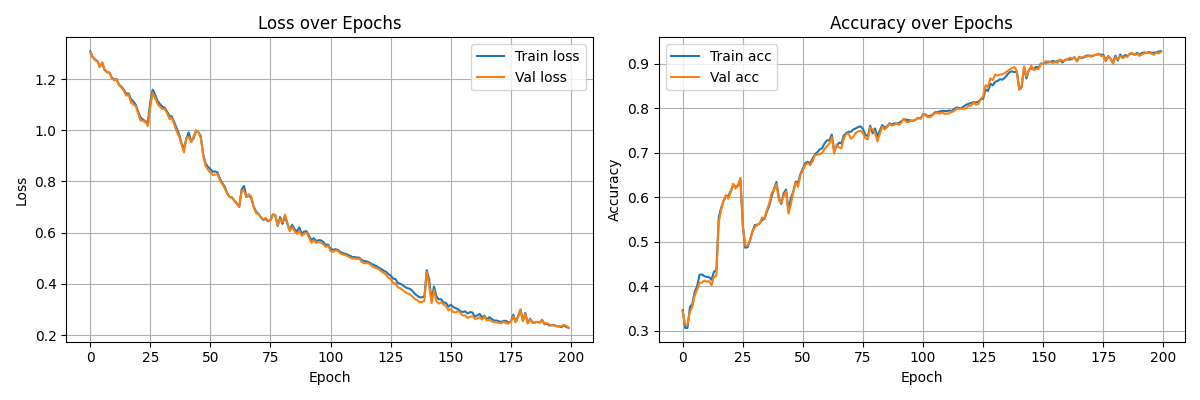 Loss over Epochs
Train loss
Val loss
1.2
1.0
0.8
0.6
0.4
0.2
Loss
0 25 50 75 100 125 150 175 200
Epoch
Accuracy over Epochs
Train acc
Val acc
0.9
0.8
0.7
0.6
0.5
0.4
0.3
Accuracy
0 25 50 75 100 125 150 175 200
Epoch